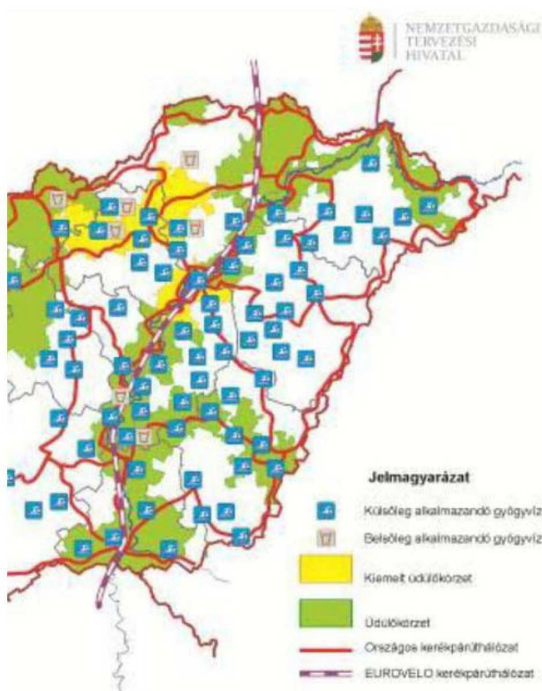 NEMZETGAZDASÁGI
TERVEZÉSI
HIVATAL
Jelmagyarázat
Külsőleg alkalmazandó gyógyvíz
Belsőleg alkalmazandó gyógyvíz
Kiemelt üdülőkörzet
Üdülőkörzet
Országos kerékpárúthálózat
EUROVELO kerékpárúthálózat